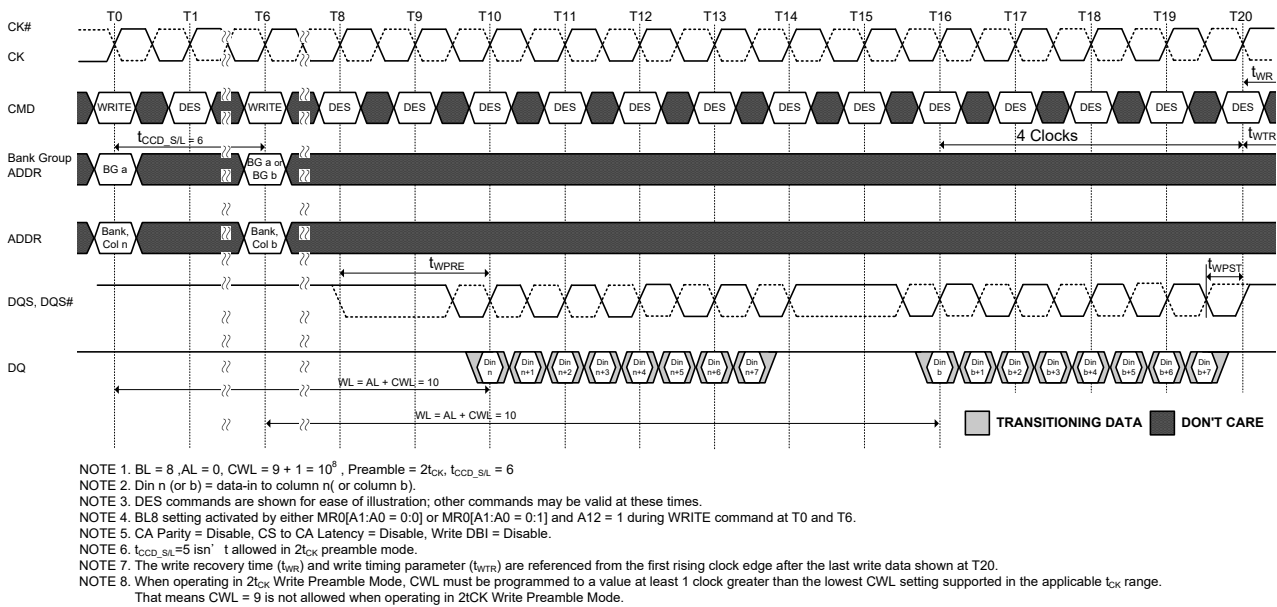 T0 T1 T6 T8 T9 T10 T11 T12 T13 T14 T15 T16 T17 T18 T19 T20
CK#
CK
tWR
CMD WRITE DES WRITE DES DES DES DES DES DES DES DES DES DES DES DES DES
tCCD_S/L = 6
4 Clocks
tWTR
Bank Group
ADDR
BG a
BG a or
BG b
ADDR
Bank,
Col n
Bank,
Col b
tWPRE
tWPST
DQS, DQS#
DQ
Din
n
Din
n+1
Din
n+2
Din
n+3
Din
n+4
Din
n+5
Din
n+6
Din
n+7
Din
b
Din
b+1
Din
b+2
Din
b+3
Din
b+4
Din
b+5
Din
b+6
Din
b+7
WL = AL + CWL = 10
WL = AL + CWL = 10
TRANSITIONING DATA
DON'T CARE
NOTE 1. BL = 8 ,AL = 0, CWL = 9 + 1 = 10⁸ , Preamble = 2tCK, tCCD_S/L = 6
NOTE 2. Din n (or b) = data-in to column n( or column b).
NOTE 3. DES commands are shown for ease of illustration; other commands may be valid at these times.
NOTE 4. BL8 setting activated by either MR0[A1:A0 = 0:0] or MR0[A1:A0 = 0:1] and A12 = 1 during WRITE command at T0 and T6.
NOTE 5. CA Parity = Disable, CS to CA Latency = Disable, Write DBI = Disable.
NOTE 6. tCCD_S/L=5 isn' t allowed in 2tCK preamble mode.
NOTE 7. The write recovery time (tWR) and write timing parameter (tWTR) are referenced from the first rising clock edge after the last write data shown at T20.
NOTE 8. When operating in 2tCK Write Preamble Mode, CWL must be programmed to a value at least 1 clock greater than the lowest CWL setting supported in the applicable tCK range.
That means CWL = 9 is not allowed when operating in 2tCK Write Preamble Mode.